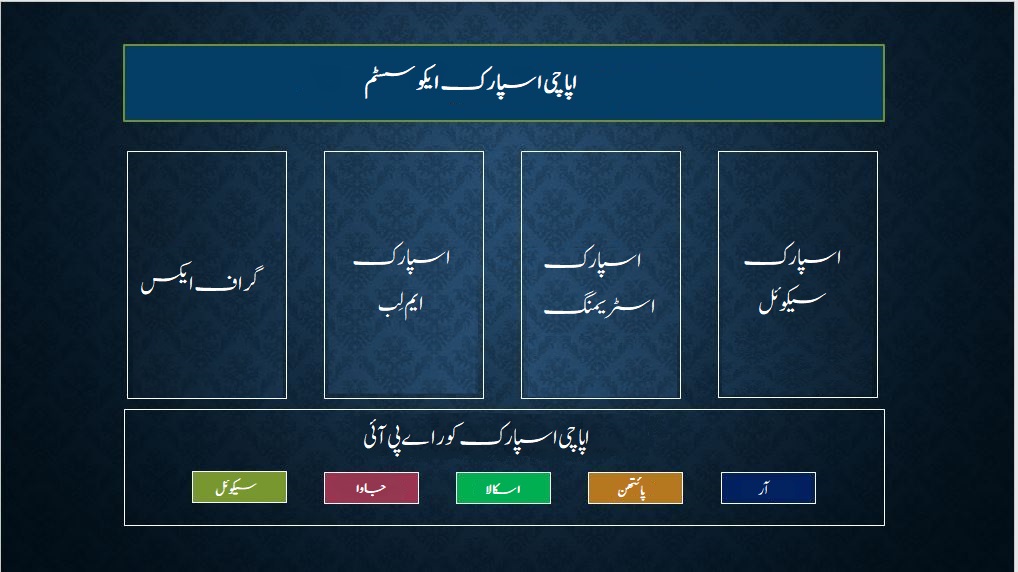 اپاچی اسپارک ایکو سسٹم
اسپارک
سیکوئل
اسپارک
اسٹریمنگ
اسپارک
ایم لِب
گراف ایکس
اپاچی اسپارک کور اے پی آئی
آر
پائتھن
اسکالا
جاوا
سیکوئل